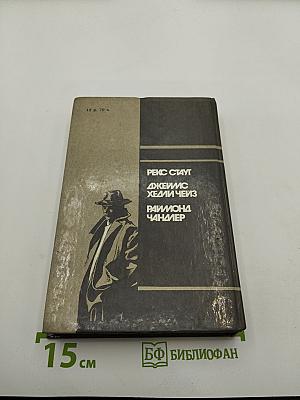 РЕКС СТАУТ
ДЖЕЙМС
ХЕДЛИ ЧЕЙЗ
РАЙМОНД
ЧАНДЛЕР
15 см
БФ БИБЛИОФАН